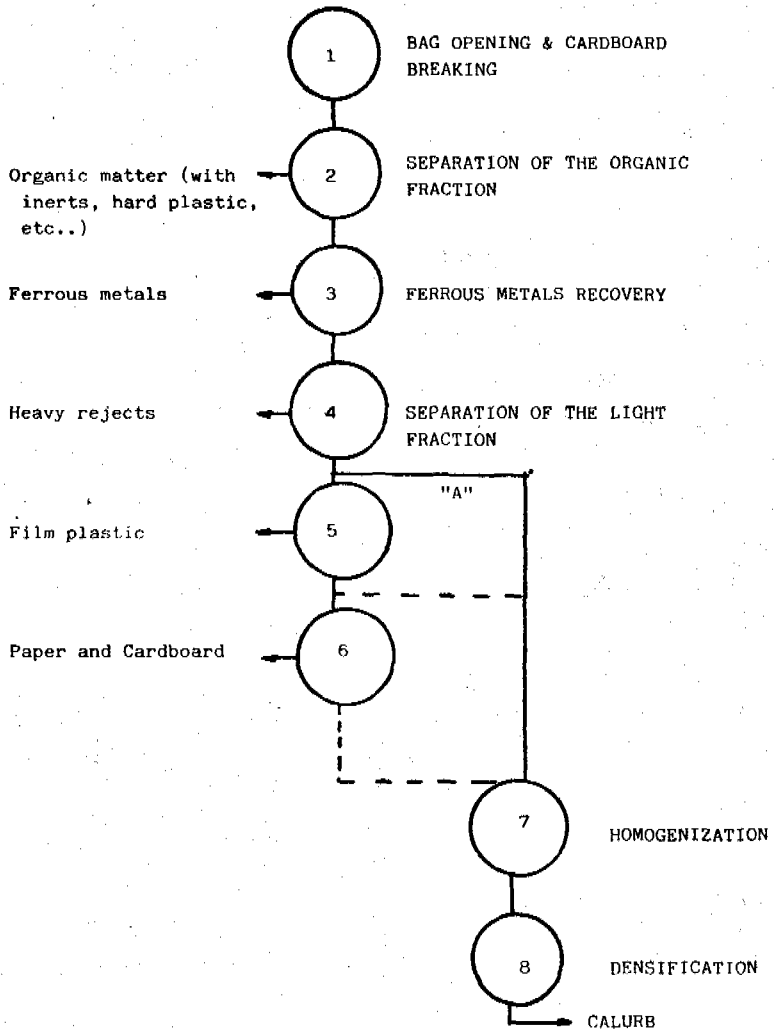 1
BAG OPENING & CARDBOARD
BREAKING
Organic matter (with
inerts, hard plastic,
etc..)
2
SEPARATION OF THE ORGANIC
FRACTION
Ferrous metals
3
FERROUS METALS RECOVERY
Heavy rejects
4
SEPARATION OF THE LIGHT
FRACTION
"A"
Film plastic
5
Paper and Cardboard
6
7
HOMOGENIZATION
8
DENSIFICATION
CALURB